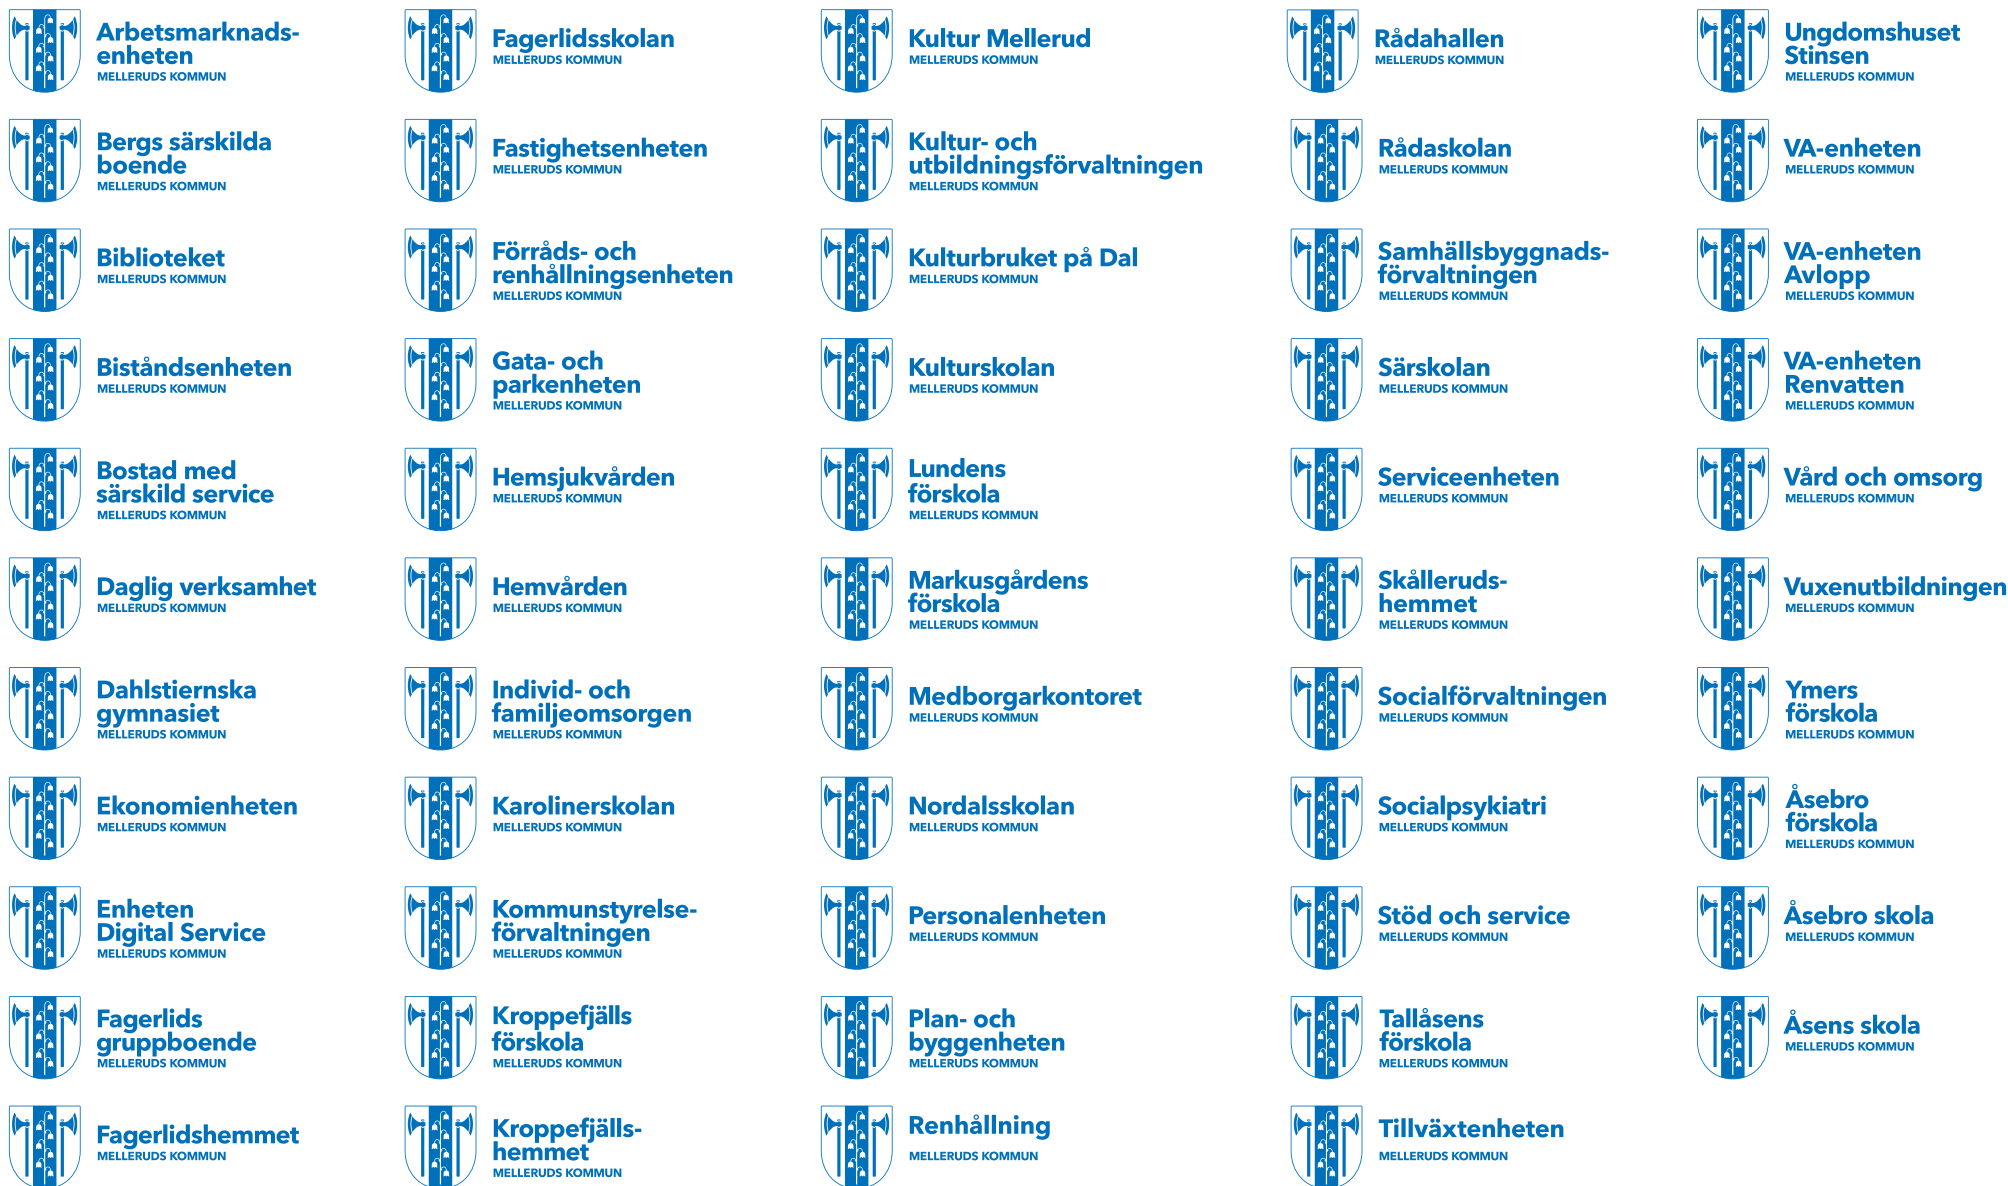 Arbetsmarknads-
enheten
MELLERUDS KOMMUN
Bergs särskilda
boende
MELLERUDS KOMMUN
Biblioteket
MELLERUDS KOMMUN
Biståndsenheten
MELLERUDS KOMMUN
Bostad med
särskild service
MELLERUDS KOMMUN
Daglig verksamhet
MELLERUDS KOMMUN
Dahlstiernska
gymnasiet
MELLERUDS KOMMUN
Ekonomienheten
MELLERUDS KOMMUN
Enheten
Digital Service
MELLERUDS KOMMUN
Fagerlids
gruppboende
MELLERUDS KOMMUN
Fagerlidshemmet
MELLERUDS KOMMUN
Fagerlidsskolan
MELLERUDS KOMMUN
Fastighetsenheten
MELLERUDS KOMMUN
Förråds- och
renhållningsenheten
MELLERUDS KOMMUN
Gata- och
parkenheten
MELLERUDS KOMMUN
Hemsjukvården
MELLERUDS KOMMUN
Hemvården
MELLERUDS KOMMUN
Individ- och
familjeomsorgen
MELLERUDS KOMMUN
Karolinerskolan
MELLERUDS KOMMUN
Kommunstyrelse-
förvaltningen
MELLERUDS KOMMUN
Kroppefjälls
förskola
MELLERUDS KOMMUN
Kroppefjälls-
hemmet
MELLERUDS KOMMUN
Kultur Mellerud
MELLERUDS KOMMUN
Kultur- och
utbildningsförvaltningen
MELLERUDS KOMMUN
Kulturbruket på Dal
MELLERUDS KOMMUN
Kulturskolan
MELLERUDS KOMMUN
Lundens
förskola
MELLERUDS KOMMUN
Markusgårdens
förskola
MELLERUDS KOMMUN
Medborgarkontoret
MELLERUDS KOMMUN
Nordalsskolan
MELLERUDS KOMMUN
Personalenheten
MELLERUDS KOMMUN
Plan- och
byggenheten
MELLERUDS KOMMUN
Renhållning
MELLERUDS KOMMUN
Rådahallen
MELLERUDS KOMMUN
Rådaskolan
MELLERUDS KOMMUN
Samhällsbyggnads-
förvaltningen
MELLERUDS KOMMUN
Särskolan
MELLERUDS KOMMUN
Serviceenheten
MELLERUDS KOMMUN
Skålleruds-
hemmet
MELLERUDS KOMMUN
Socialförvaltningen
MELLERUDS KOMMUN
Socialpsykiatri
MELLERUDS KOMMUN
Stöd och service
MELLERUDS KOMMUN
Tallåsens
förskola
MELLERUDS KOMMUN
Tillväxtenheten
MELLERUDS KOMMUN
Ungdomshuset
Stinsen
MELLERUDS KOMMUN
VA-enheten
MELLERUDS KOMMUN
VA-enheten
Avlopp
MELLERUDS KOMMUN
VA-enheten
Renvatten
MELLERUDS KOMMUN
Vård och omsorg
MELLERUDS KOMMUN
Vuxenutbildningen
MELLERUDS KOMMUN
Ymers
förskola
MELLERUDS KOMMUN
Åsebro
förskola
MELLERUDS KOMMUN
Åsebro skola
MELLERUDS KOMMUN
Åsens skola
MELLERUDS KOMMUN